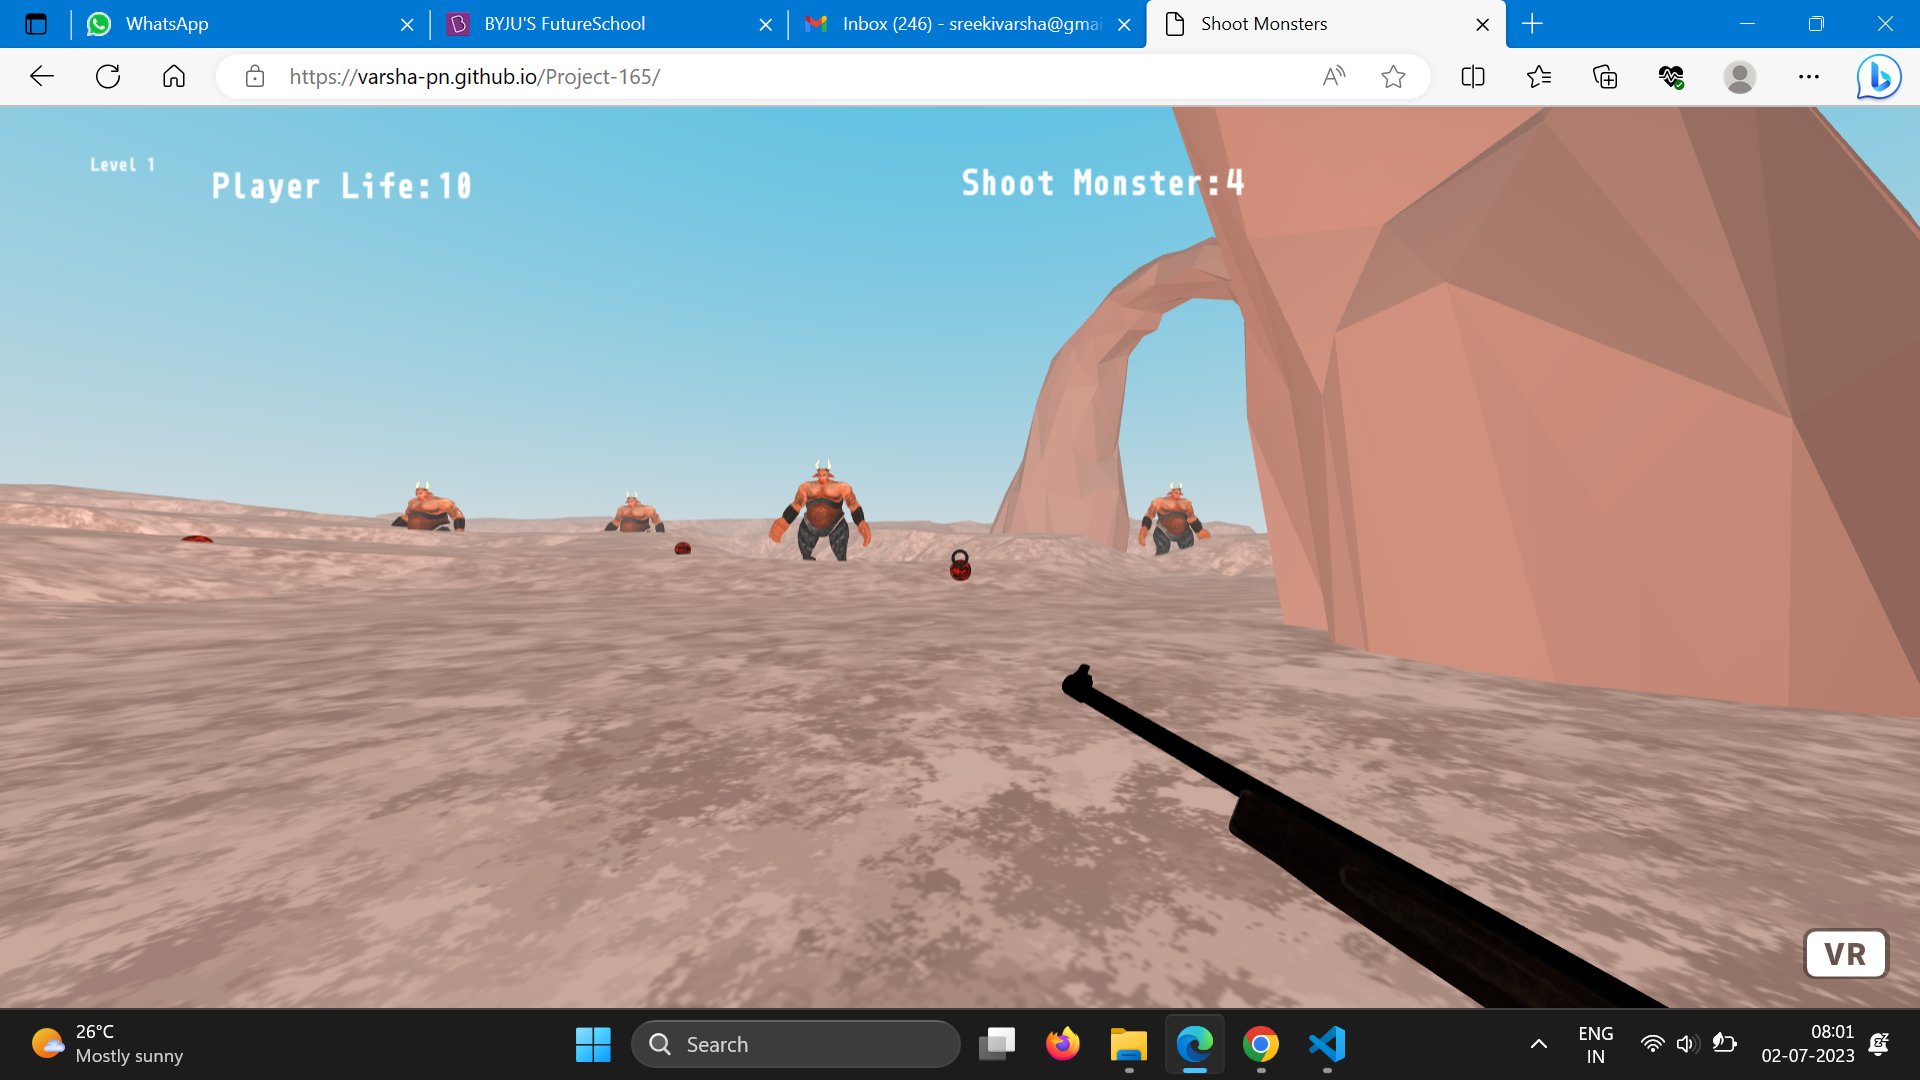 WhatsApp
BYJU'S FutureSchool
Inbox (246) - sreekivarsha@gmai
Shoot Monsters
https://varsha-pn.github.io/Project-165/
Level 1
Player Life:10
Shoot Monster:4
VR
26°C
Mostly sunny
Search
ENG
IN
08:01
02-07-2023